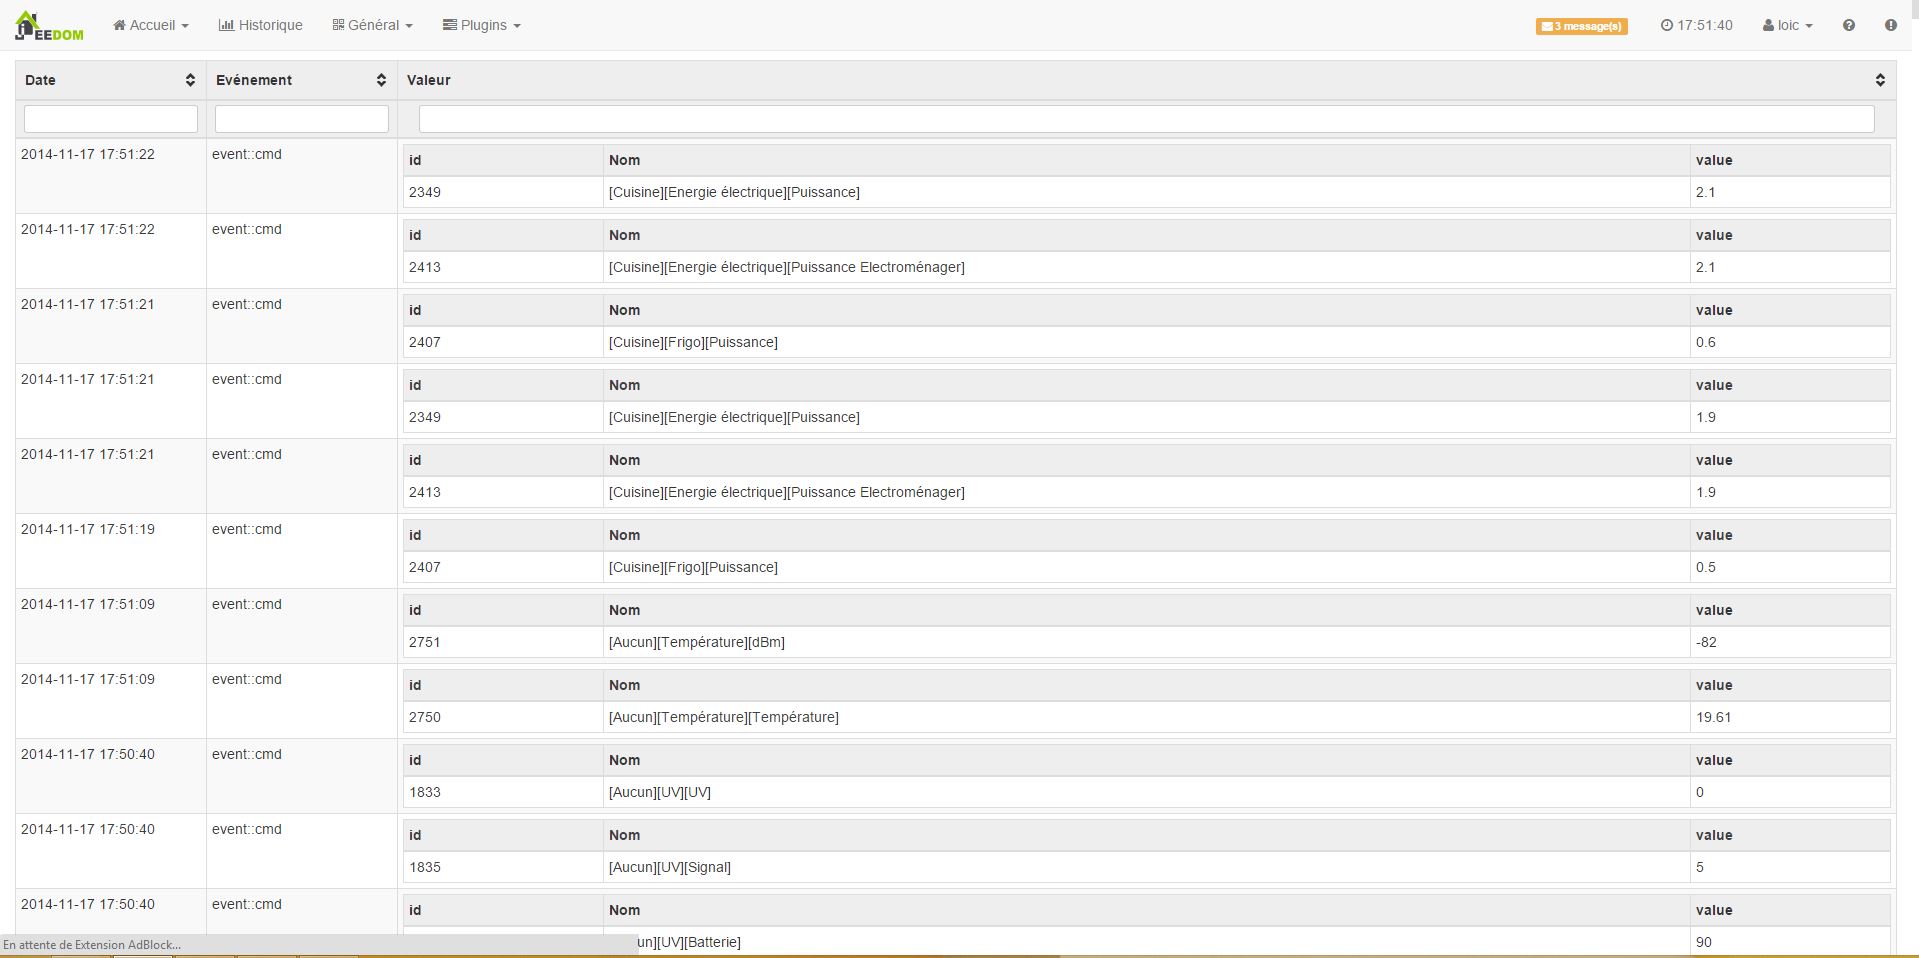 JEEDOM Accueil Historique Général Plugins 3 message(s) 17:51:40 loic
Date Evénement Valeur
2014-11-17 17:51:22 event::cmd id Nom value
2349 [Cuisine][Energie électrique][Puissance] 2.1
2014-11-17 17:51:22 event::cmd id Nom value
2413 [Cuisine][Energie électrique][Puissance Electroménager] 2.1
2014-11-17 17:51:21 event::cmd id Nom value
2407 [Cuisine][Frigo][Puissance] 0.6
2014-11-17 17:51:21 event::cmd id Nom value
2349 [Cuisine][Energie électrique][Puissance] 1.9
2014-11-17 17:51:21 event::cmd id Nom value
2413 [Cuisine][Energie électrique][Puissance Electroménager] 1.9
2014-11-17 17:51:19 event::cmd id Nom value
2407 [Cuisine][Frigo][Puissance] 0.5
2014-11-17 17:51:09 event::cmd id Nom value
2751 [Aucun][Température][dBm] -82
2014-11-17 17:51:09 event::cmd id Nom value
2750 [Aucun][Température][Température] 19.61
2014-11-17 17:50:40 event::cmd id Nom value
1833 [Aucun][UV][UV] 0
2014-11-17 17:50:40 event::cmd id Nom value
1835 [Aucun][UV][Signal] 5
2014-11-17 17:50:40 event::cmd id Nom value
En attente de Extension AdBlock... un][UV][Batterie] 90